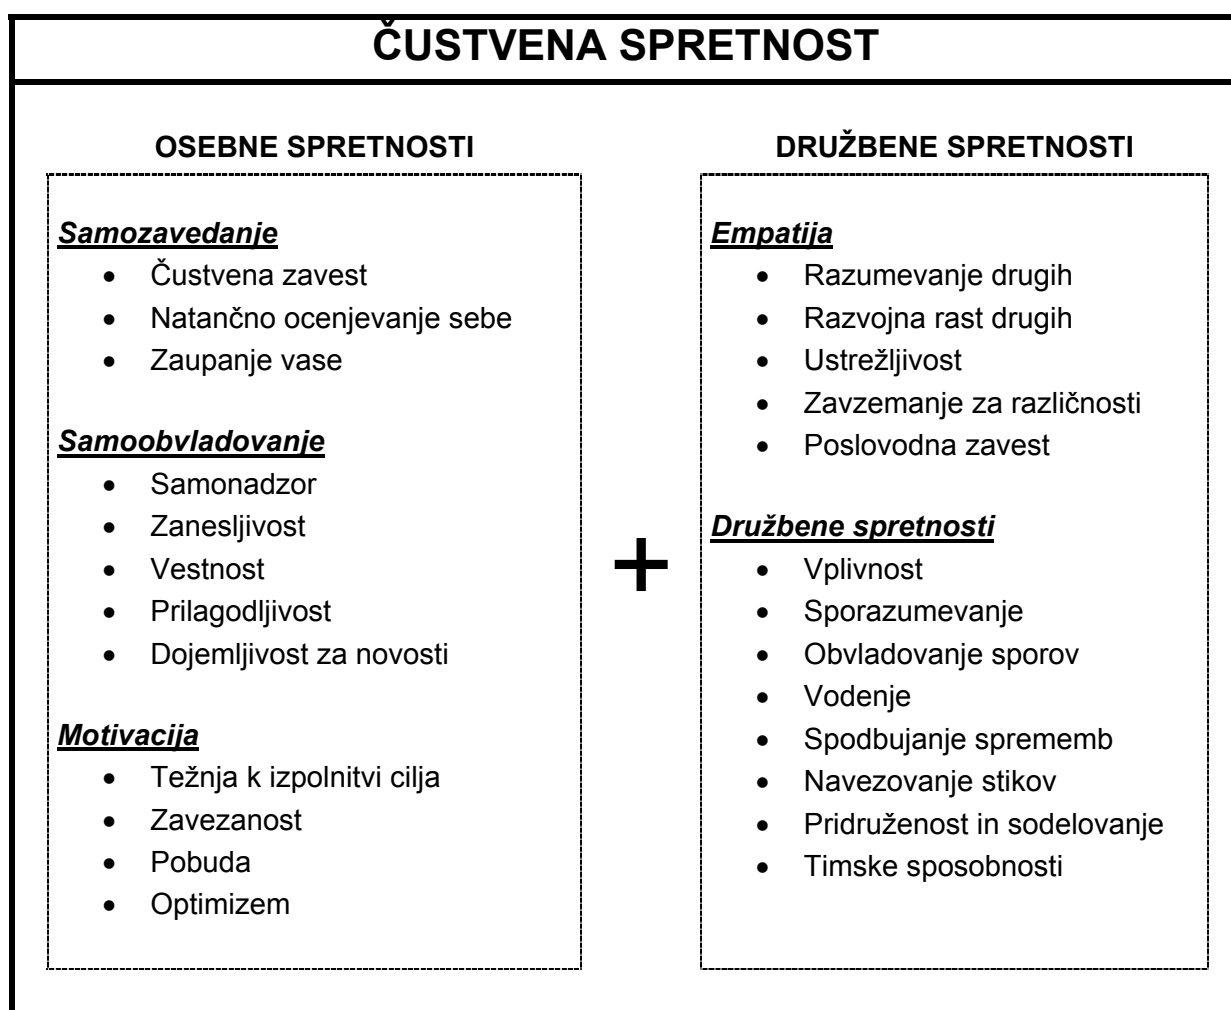 ČUSTVENA SPRETNOST
OSEBNE SPRETNOSTI
Samozavedanje
• Čustvena zavest
• Natančno ocenjevanje sebe
• Zaupanje vase
Samoobvladovanje
• Samonadzor
• Zanesljivost
• Vestnost
• Prilagodljivost
• Dojemljivost za novosti
Motivacija
• Težnja k izpolnitvi cilja
• Zavezanost
• Pobuda
• Optimizem
+
DRUŽBENE SPRETNOSTI
Empatija
• Razumevanje drugih
• Razvojna rast drugih
• Ustrežljivost
• Zavzemanje za različnosti
• Poslovodna zavest
Družbene spretnosti
• Vplivnost
• Sporazumevanje
• Obvladovanje sporov
• Vodenje
• Spodbujanje sprememb
• Navezovanje stikov
• Pridruženost in sodelovanje
• Timske sposobnosti